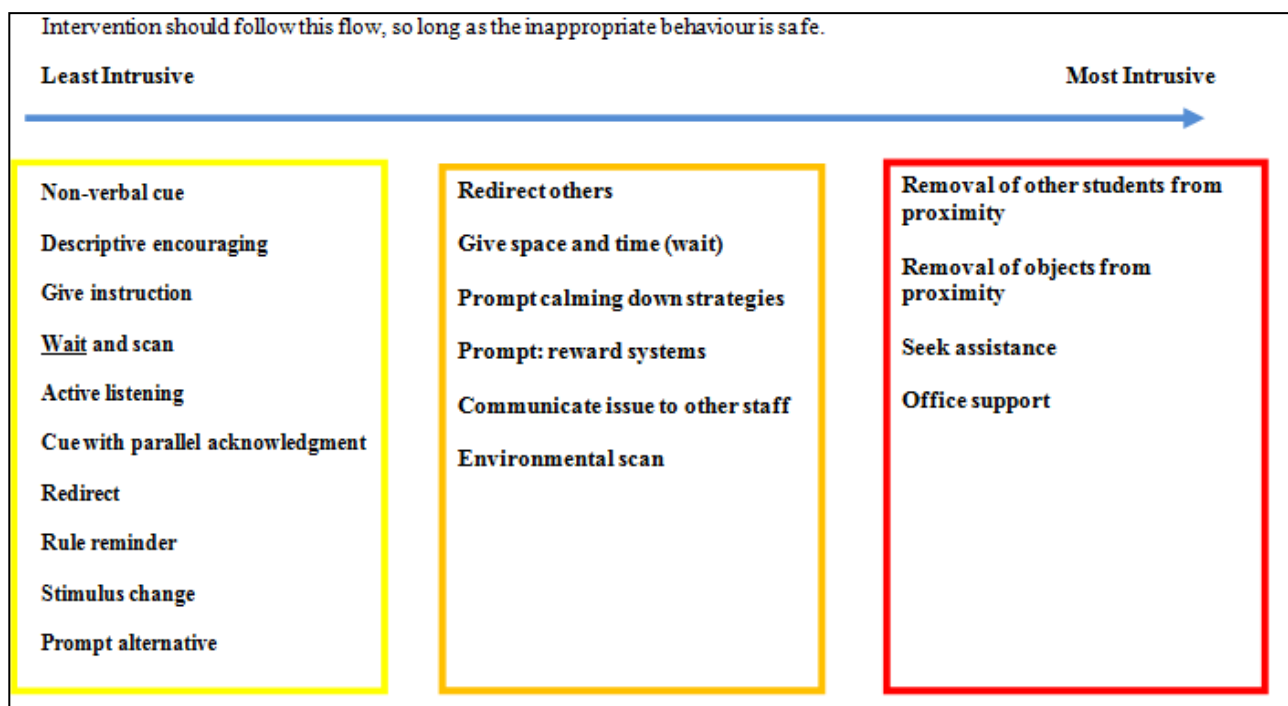 Intervention should follow this flow, so long as the inappropriate behaviour is safe.
Least Intrusive
Most Intrusive
Non-verbal cue
Descriptive encouraging
Give instruction
Wait and scan
Active listening
Cue with parallel acknowledgment
Redirect
Rule reminder
Stimulus change
Prompt alternative
Redirect others
Give space and time (wait)
Prompt calming down strategies
Prompt: reward systems
Communicate issue to other staff
Environmental scan
Removal of other students from
proximity
Removal of objects from
proximity
Seek assistance
Office support